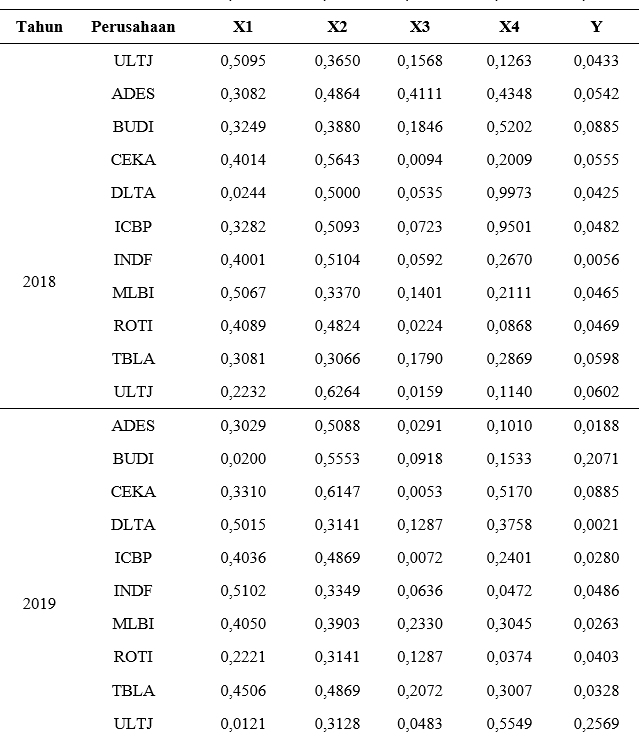 Tahun Perusahaan X1 X2 X3 X4 Y
ULTJ 0,5095 0,3650 0,1568 0,1263 0,0433
ADES 0,3082 0,4864 0,4111 0,4348 0,0542
BUDI 0,3249 0,3880 0,1846 0,5202 0,0885
CEKA 0,4014 0,5643 0,0094 0,2009 0,0555
DLTA 0,0244 0,5000 0,0535 0,9973 0,0425
ICBP 0,3282 0,5093 0,0723 0,9501 0,0482
INDF 0,4001 0,5104 0,0592 0,2670 0,0056
2018
MLBI 0,5067 0,3370 0,1401 0,2111 0,0465
ROTI 0,4089 0,4824 0,0224 0,0868 0,0469
TBLA 0,3081 0,3066 0,1790 0,2869 0,0598
ULTJ 0,2232 0,6264 0,0159 0,1140 0,0602
ADES 0,3029 0,5088 0,0291 0,1010 0,0188
BUDI 0,0200 0,5553 0,0918 0,1533 0,2071
CEKA 0,3310 0,6147 0,0053 0,5170 0,0885
DLTA 0,5015 0,3141 0,1287 0,3758 0,0021
ICBP 0,4036 0,4869 0,0072 0,2401 0,0280
INDF 0,5102 0,3349 0,0636 0,0472 0,0486
2019
MLBI 0,4050 0,3903 0,2330 0,3045 0,0263
ROTI 0,2221 0,3141 0,1287 0,0374 0,0403
TBLA 0,4506 0,4869 0,2072 0,3007 0,0328
ULTJ 0,0121 0,3128 0,0483 0,5549 0,2569